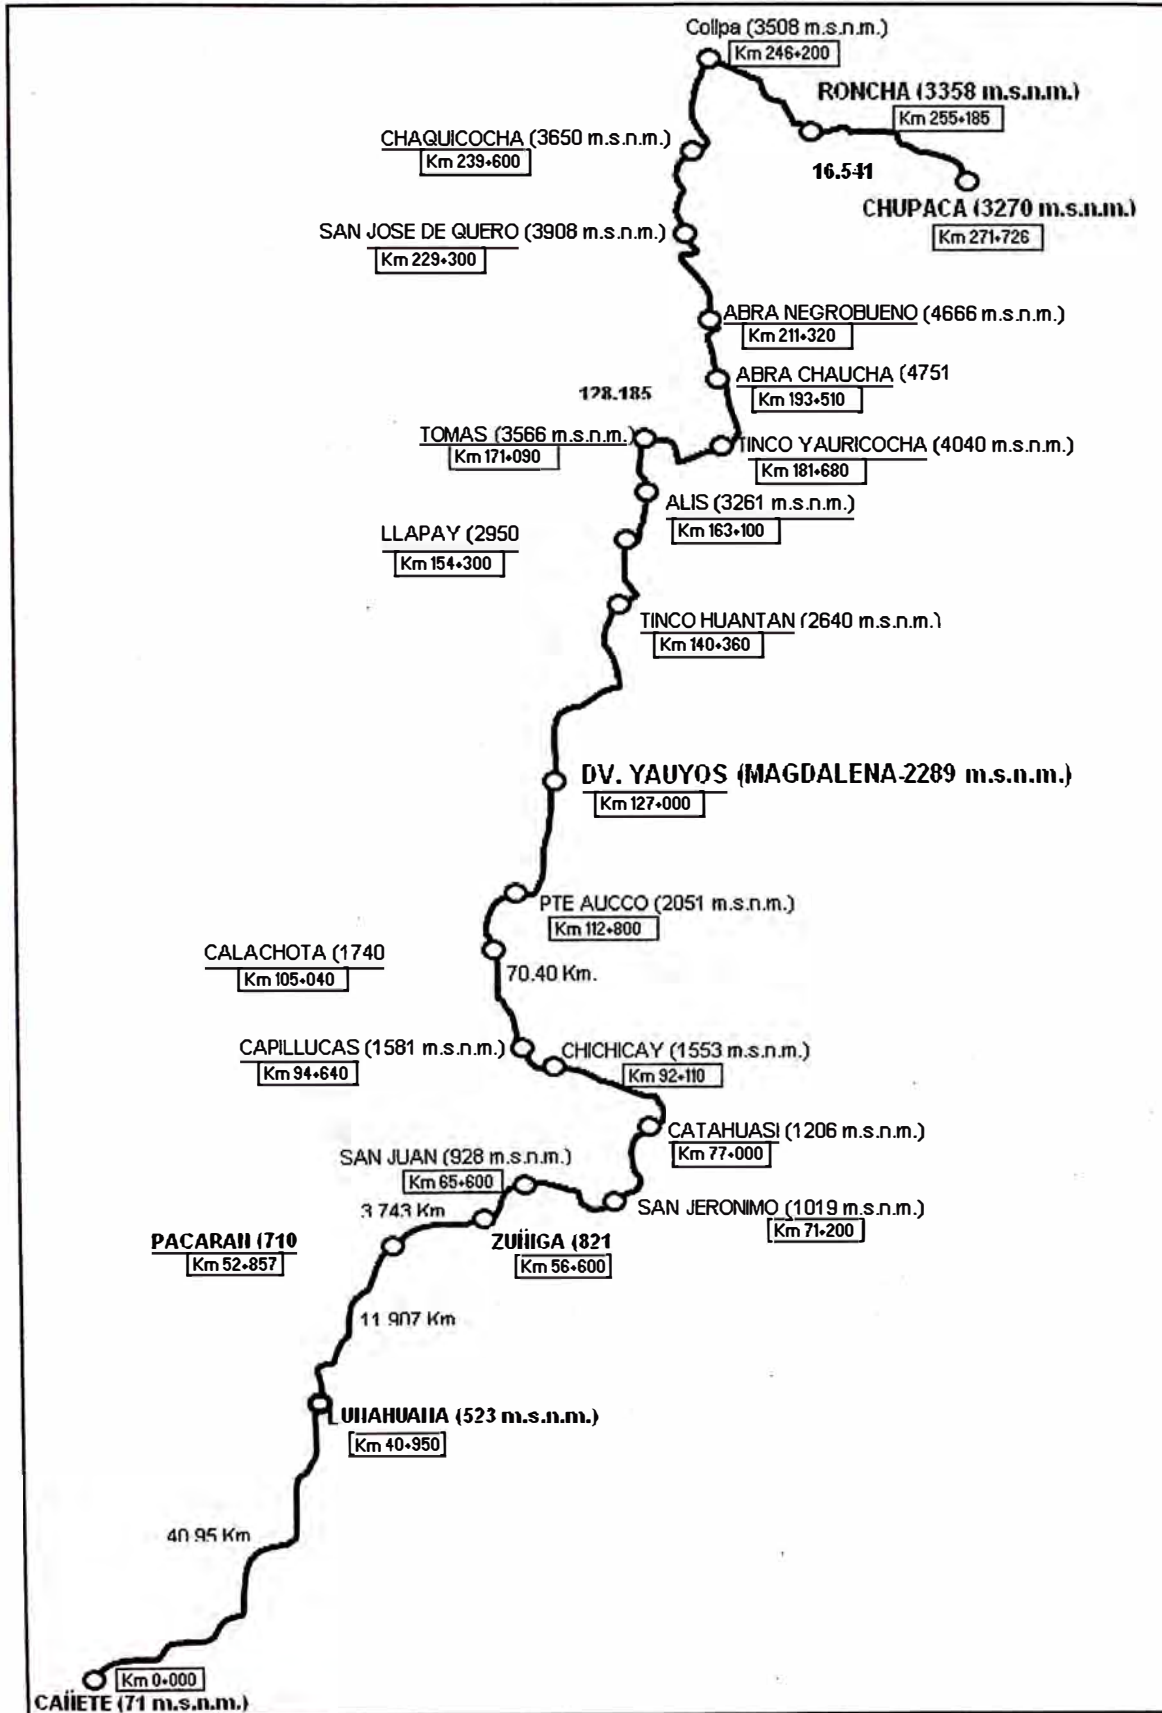 Collpa (3508 m.s.n.m.)
Km 246+200
RONCHA (3358 m.s.n.m.)
Km 255+185
CHAQUICOCHA (3650 m.s.n.m.)
Km 239+600
16.541
CHUPACA (3270 m.s.n.m.)
Km 271+726
SAN JOSE DE QUERO (3908 m.s.n.m.)
Km 229+300
ABRA NEGROBUENO (4666 m.s.n.m.)
Km 211+320
ABRA CHAUCHA (4751
Km 193+510
128.185
TOMAS (3566 m.s.n.m.)
Km 171+090
TINCO YAURICOCHA (4040 m.s.n.m.)
Km 181+680
ALIS (3261 m.s.n.m.)
Km 163+100
LLAPAY (2950
Km 154+300
TINCO HUANTAN (2640 m.s.n.m.)
Km 140+360
DV. YAUYOS (MAGDALENA-2289 m.s.n.m.)
Km 127+000
PTE AUCCO (2051 m.s.n.m.)
Km 112+800
CALACHOTA (1740
Km 105+040
70.40 Km.
CAPILLUCAS (1581 m.s.n.m.)
Km 94+640
CHICHICAY (1553 m.s.n.m.)
Km 92+110
CATAHUASI (1206 m.s.n.m.)
Km 77+000
SAN JUAN (928 m.s.n.m.)
Km 65+600
SAN JERONIMO (1019 m.s.n.m.)
Km 71+200
3.743 Km
PACARAN (710
Km 52+857
ZUÑIGA (821
Km 56+600
11.907 Km
LUNAHUANA (523 m.s.n.m.)
Km 40+950
40.95 Km
Km 0+000
CAÑETE (71 m.s.n.m.)